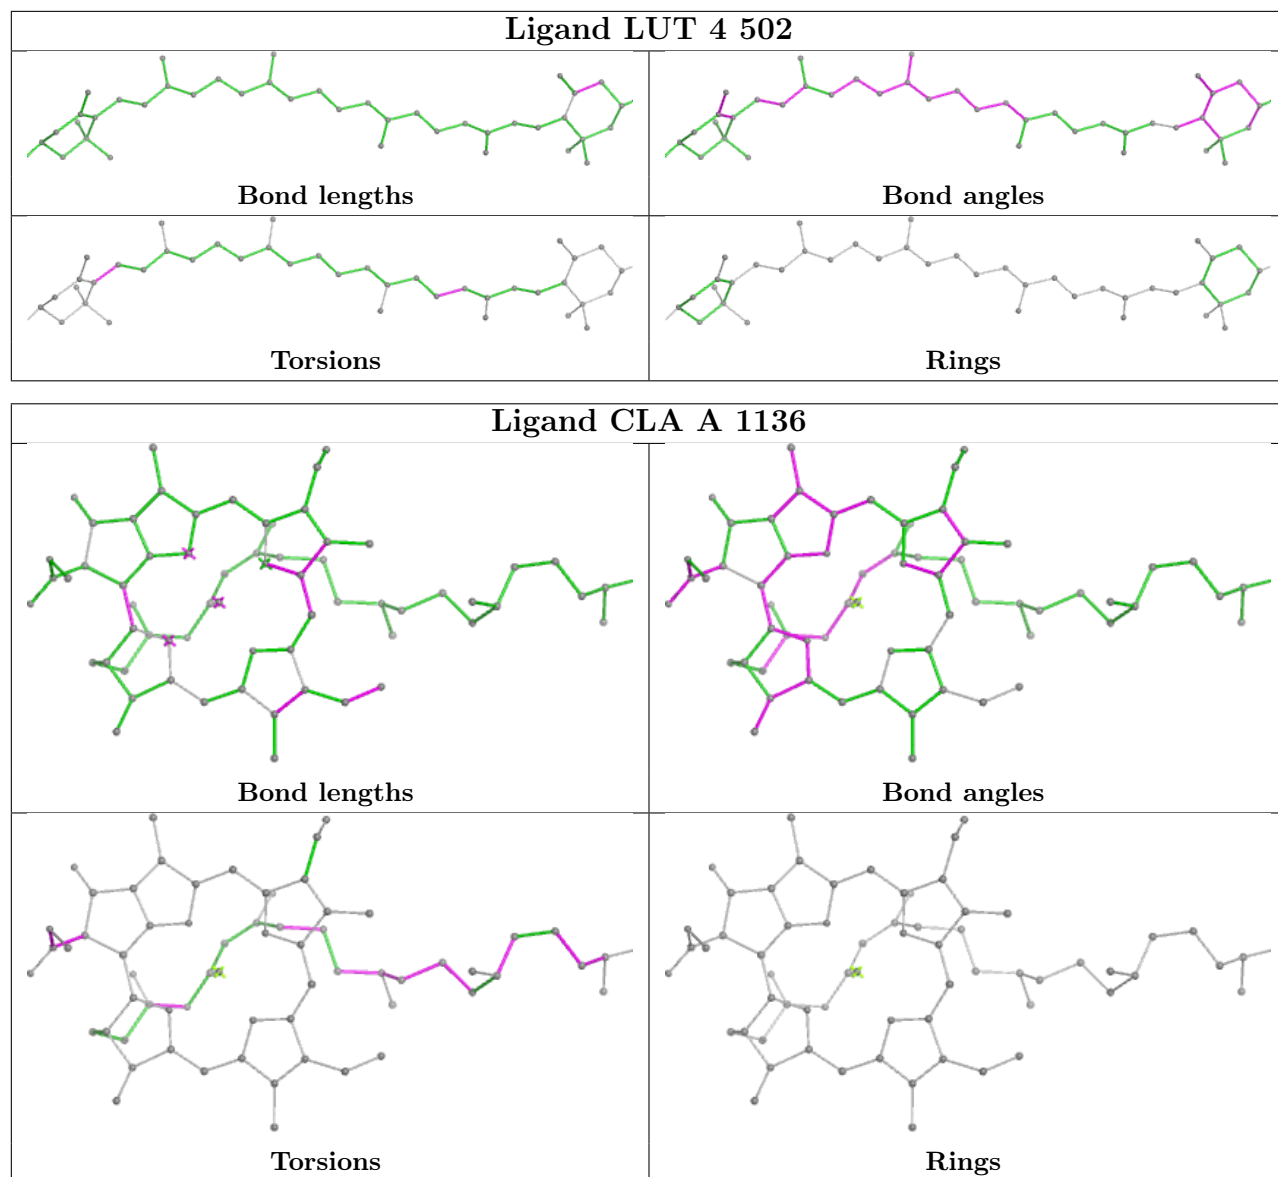 Ligand LUT 4 502
Bond lengths
Bond angles
Torsions
Rings
Ligand CLA A 1136
Bond lengths
Bond angles
Torsions
Rings